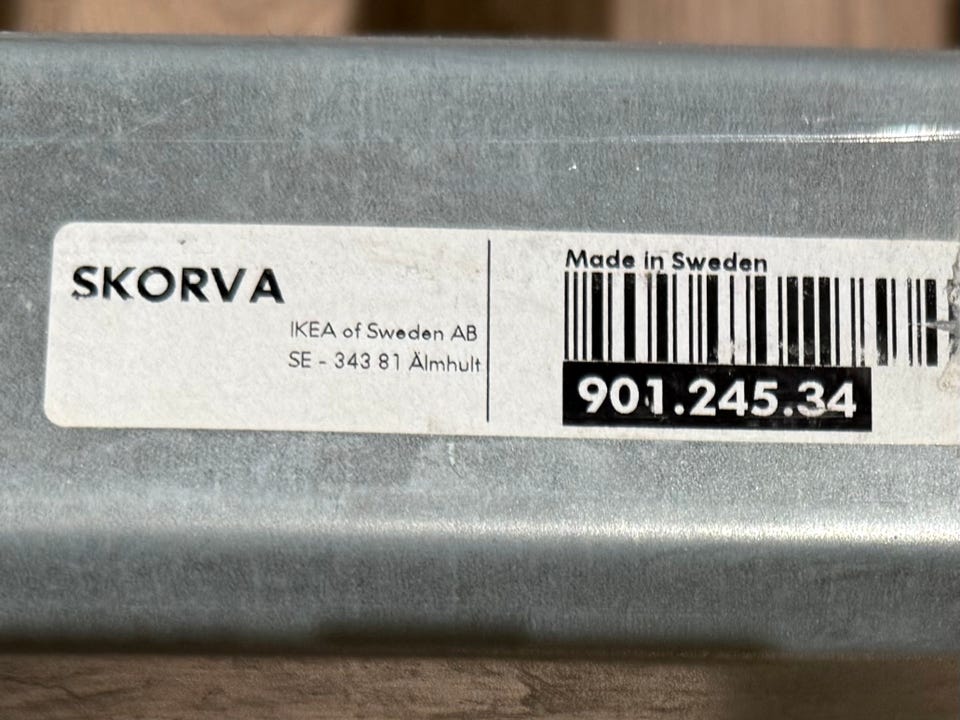 SKORVA
IKEA of Sweden AB
SE - 343 81 Älmhult
Made in Sweden
901.245.34